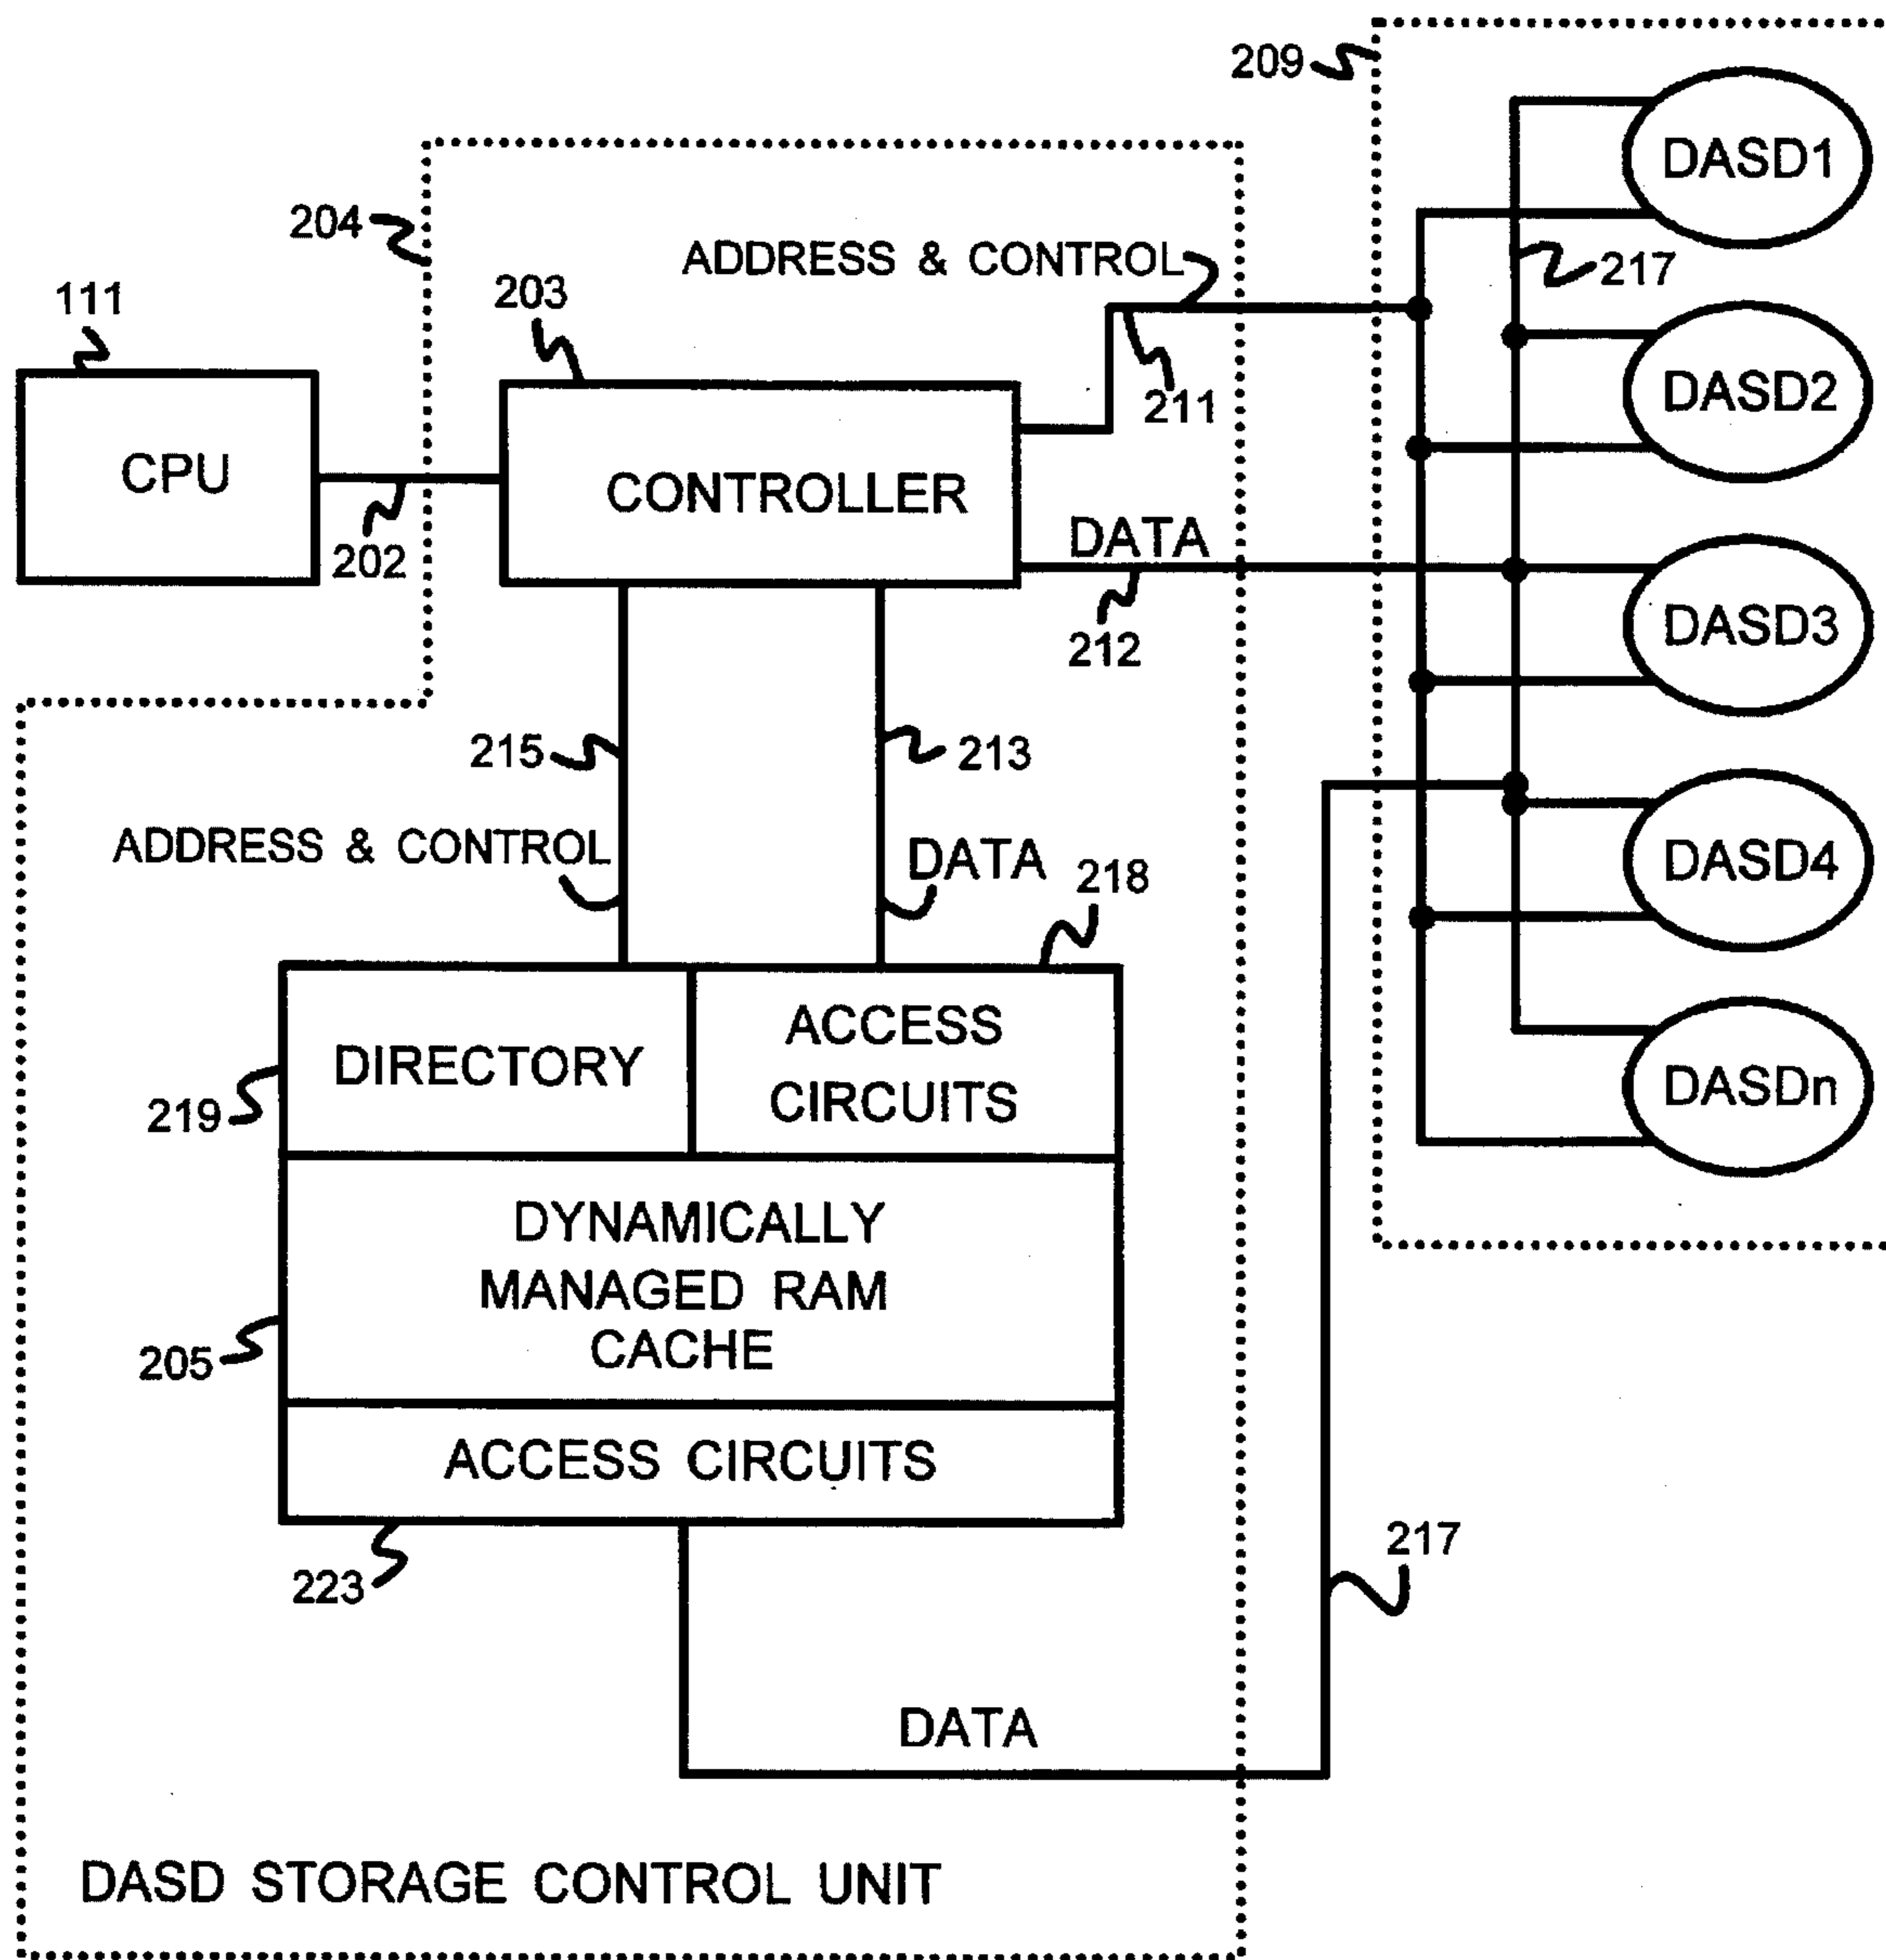 209
DASD1
204
ADDRESS & CONTROL
217
111
203
DASD2
211
CPU
CONTROLLER
DATA
202
212
DASD3
215
213
ADDRESS & CONTROL
DATA
218
DASD4
DIRECTORY
ACCESS
CIRCUITS
219
DASDn
DYNAMICALLY
MANAGED RAM
CACHE
205
ACCESS CIRCUITS
223
217
DATA
DASD STORAGE CONTROL UNIT